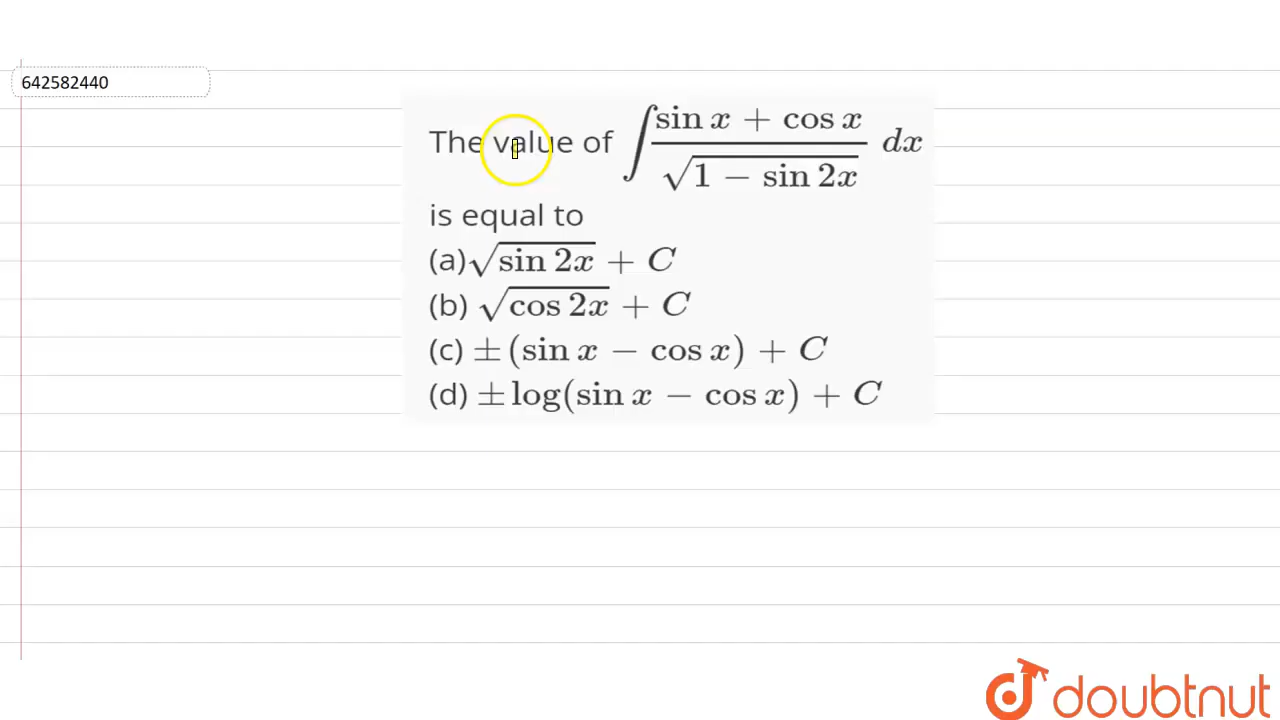 642582440
The value of ∫ (sin x + cos x)/√(1 − sin 2x) dx
is equal to
(a)√(sin 2x) + C
(b) √(cos 2x) + C
(c) ± (sin x − cos x) + C
(d) ± log(sin x − cos x) + C
doubtnut